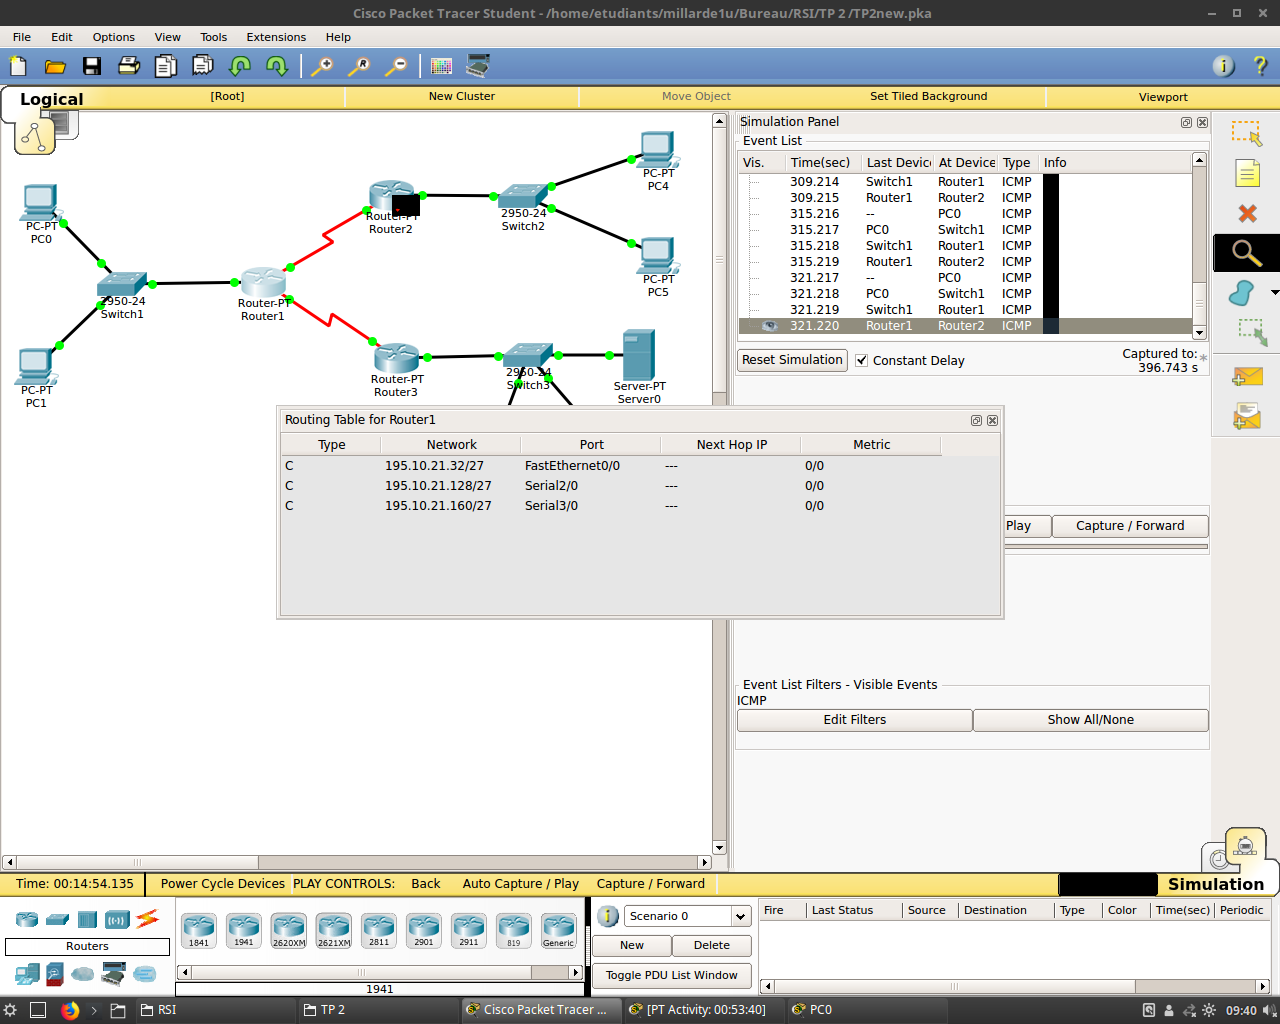 Cisco Packet Tracer Student - /home/etudiants/millarde1u/Bureau/RSI/TP 2 /TP2new.pka
File Edit Options View Tools Extensions Help
Logical [Root] New Cluster Move Object Set Tiled Background Viewport
PC-PT
PC0
2950-24
Switch1
PC-PT
PC1
Router-PT
Router1
Router-PT
Router2
2950-24
Switch2
PC-PT
PC4
PC-PT
PC5
Router-PT
Router3
2950-24
Switch3
Server-PT
Server0
Simulation Panel
Event List
Vis. Time(sec) Last Devic At Device Type Info
309.214 Switch1 Router1 ICMP
309.215 Router1 Router2 ICMP
315.216 -- PC0 ICMP
315.217 PC0 Switch1 ICMP
315.218 Switch1 Router1 ICMP
315.219 Router1 Router2 ICMP
321.217 -- PC0 ICMP
321.218 PC0 Switch1 ICMP
321.219 Switch1 Router1 ICMP
321.220 Router1 Router2 ICMP
Reset Simulation Constant Delay Captured to: *
396.743 s
Routing Table for Router1
Type Network Port Next Hop IP Metric
C 195.10.21.32/27 FastEthernet0/0 --- 0/0
C 195.10.21.128/27 Serial2/0 --- 0/0
C 195.10.21.160/27 Serial3/0 --- 0/0
Play Capture / Forward
Event List Filters - Visible Events
ICMP
Edit Filters Show All/None
Time: 00:14:54.135 Power Cycle Devices PLAY CONTROLS: Back Auto Capture / Play Capture / Forward Simulation
Routers
1841 1941 2620XM 2621XM 2811 2901 2911 819 Generic
1941
Scenario 0
New Delete
Toggle PDU List Window
Fire Last Status Source Destination Type Color Time(sec) Periodic
RSI TP 2 Cisco Packet Tracer ... [PT Activity: 00:53:40] PC0 09:40